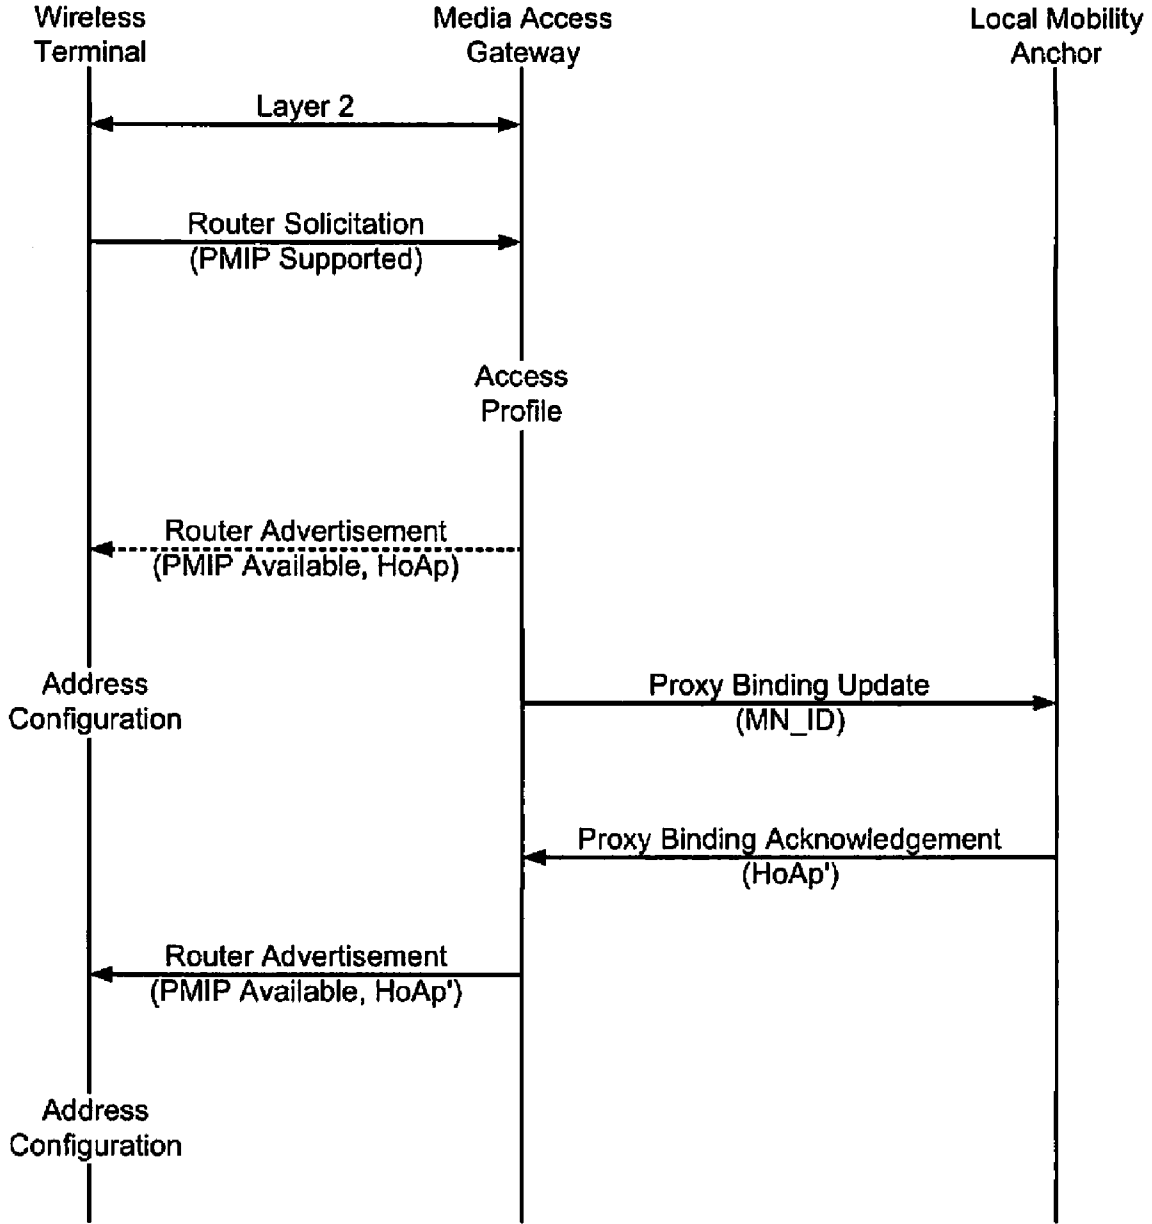 Wireless
Terminal
Media Access
Gateway
Local Mobility
Anchor
Layer 2
Router Solicitation
(PMIP Supported)
Access
Profile
Router Advertisement
(PMIP Available, HoAp)
Address
Configuration
Proxy Binding Update
(MN_ID)
Proxy Binding Acknowledgement
(HoAp')
Router Advertisement
(PMIP Available, HoAp')
Address
Configuration